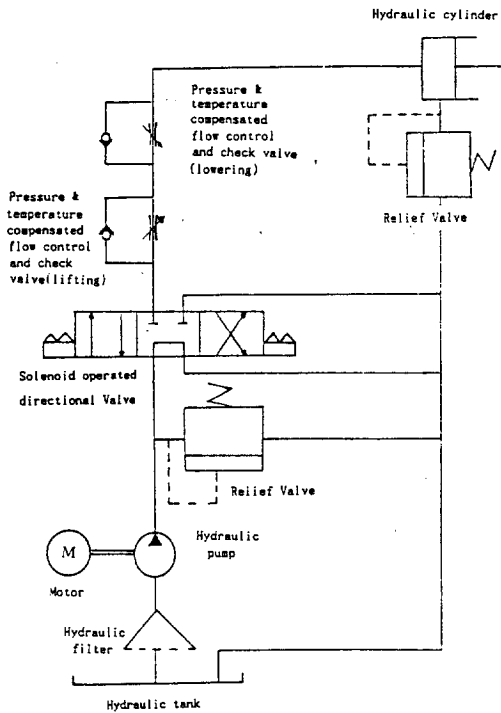 Hydraulic cylinder
Pressure &
temperature
compensated
flow control
and check valve
(lowering)
Relief Valve
Pressure &
temperature
compensated
flow control
and check
valve(lifting)
Solenoid operated
directional Valve
Relief Valve
Hydraulic
pump
M
Motor
Hydraulic
filter
Hydraulic tank